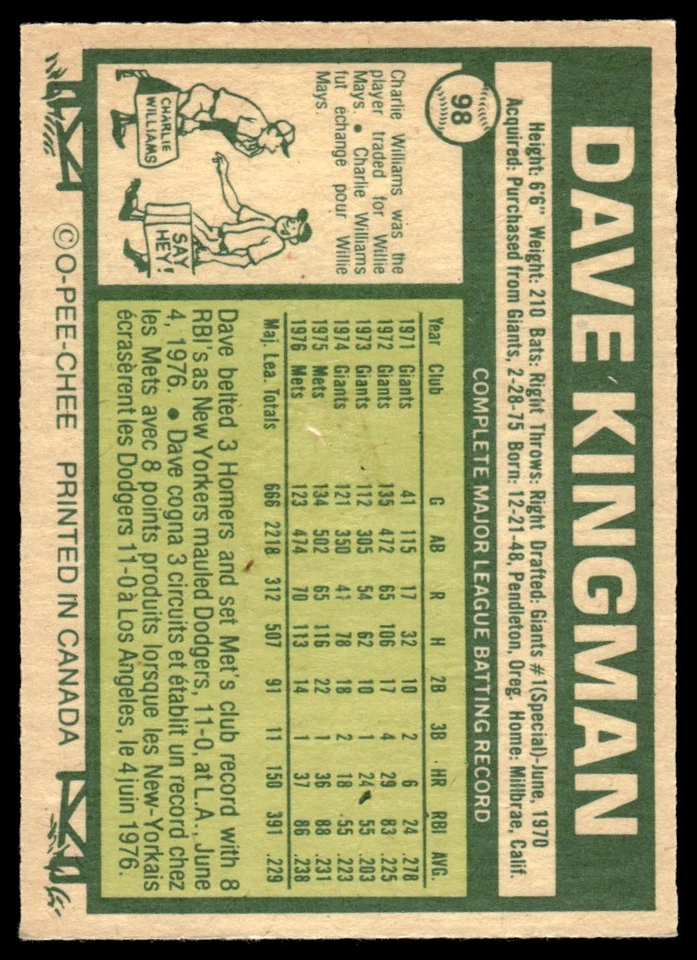 98
DAVE KINGMAN
Height: 6'6" Weight: 210 Bats: Right Throws: Right Drafted: Giants #1(Special)-June, 1970
Acquired: Purchased from Giants, 2-28-75 Born: 12-21-48, Pendleton, Oreg. Home: Millbrae, Calif.
COMPLETE MAJOR LEAGUE BATTING RECORD
Year Club G AB R H 2B 3B HR RBI AVG.
1971 Giants 41 115 17 32 10 2 6 24 .278
1972 Giants 135 472 65 106 17 4 29 83 .225
1973 Giants 112 305 54 62 10 1 24 55 .203
1974 Giants 121 350 41 78 18 2 18 55 .223
1975 Mets 134 502 65 116 22 1 36 88 .231
1976 Mets 123 474 70 113 14 1 37 86 .238
Maj. Lea. Totals 666 2218 312 507 91 11 150 391 .229
Dave belted 3 Homers and set Met's club record with 8
RBI's as New Yorkers mauled Dodgers, 11-0, at L.A., June
4, 1976. • Dave cogna 3 circuits et établit un record chez
les Mets avec 8 points produits lorsque les New-Yorkais
écrasèrent les Dodgers 11-0 à Los Angeles, le 4 juin 1976.
Charlie Williams was the
player traded for Willie
Mays. • Charlie Williams
fut echange pour Willie
Mays.
CHARLIE
WILLIAMS
SAY
HEY!
©O-PEE-CHEE PRINTED IN CANADA